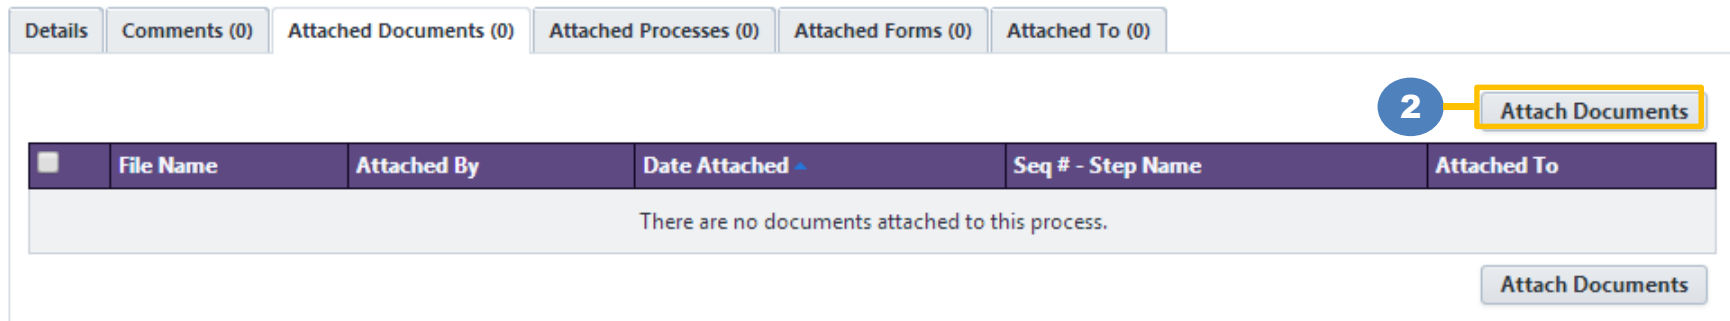 Details Comments (0) Attached Documents (0) Attached Processes (0) Attached Forms (0) Attached To (0)
2 Attach Documents
File Name Attached By Date Attached Seq # - Step Name Attached To
There are no documents attached to this process.
Attach Documents